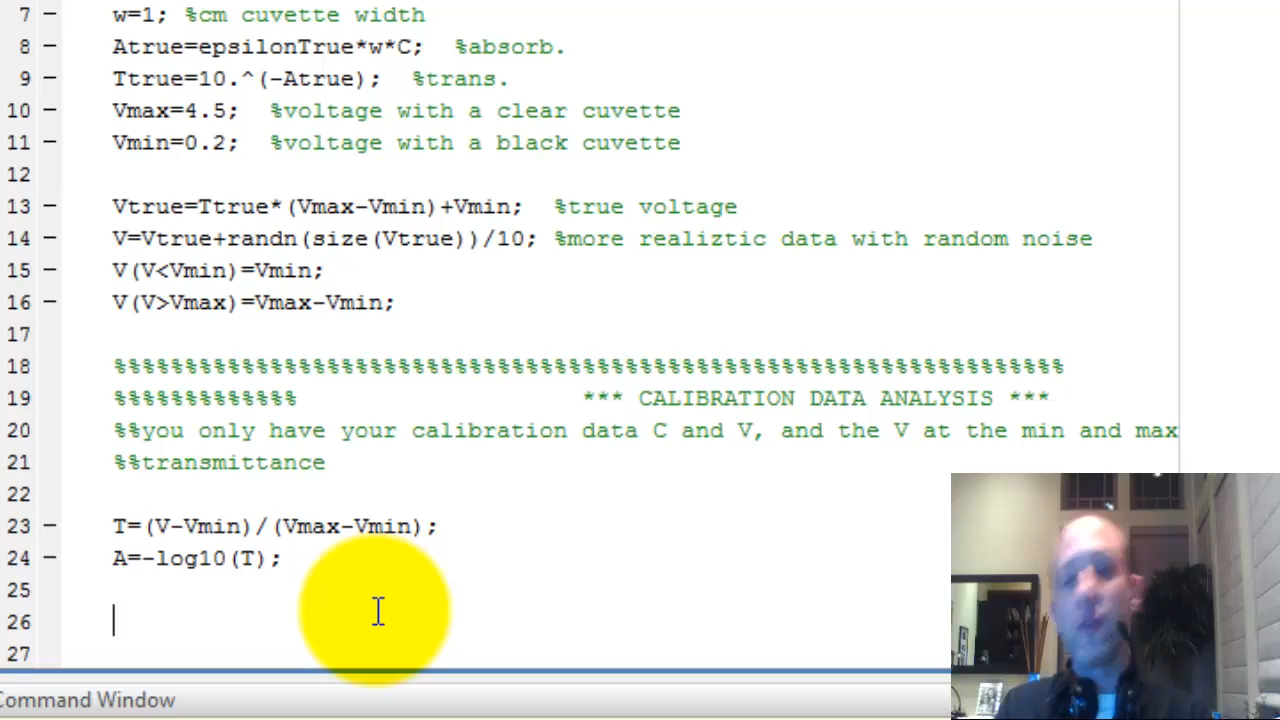 7 – w=1; %cm cuvette width
8 – Atrue=epsilonTrue*w*C; %absorb.
9 – Ttrue=10.^(-Atrue); %trans.
10 – Vmax=4.5; %voltage with a clear cuvette
11 – Vmin=0.2; %voltage with a black cuvette
12
13 – Vtrue=Ttrue*(Vmax-Vmin)+Vmin; %true voltage
14 – V=Vtrue+randn(size(Vtrue))/10; %more realiztic data with random noise
15 – V(V<Vmin)=Vmin;
16 – V(V>Vmax)=Vmax-Vmin;
17
18 %%%%%%%%%%%%%%%%%%%%%%%%%%%%%%%%%%%%%%%%%%%%%%%%%%%%%%%%%%%%%%%%%%%
19 %%%%%%%%%%%%% *** CALIBRATION DATA ANALYSIS ***
20 %%you only have your calibration data C and V, and the V at the min and max
21 %%transmittance
22
23 – T=(V-Vmin)/(Vmax-Vmin);
24 – A=-log10(T);
25
26
27
Command Window